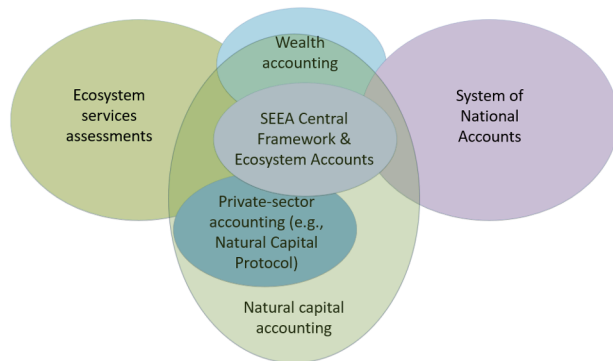 Wealth
accounting
Ecosystem
services
assessments
SEEA Central
Framework &
Ecosystem Accounts
System of
National
Accounts
Private-sector
accounting (e.g.,
Natural Capital
Protocol)
Natural capital
accounting